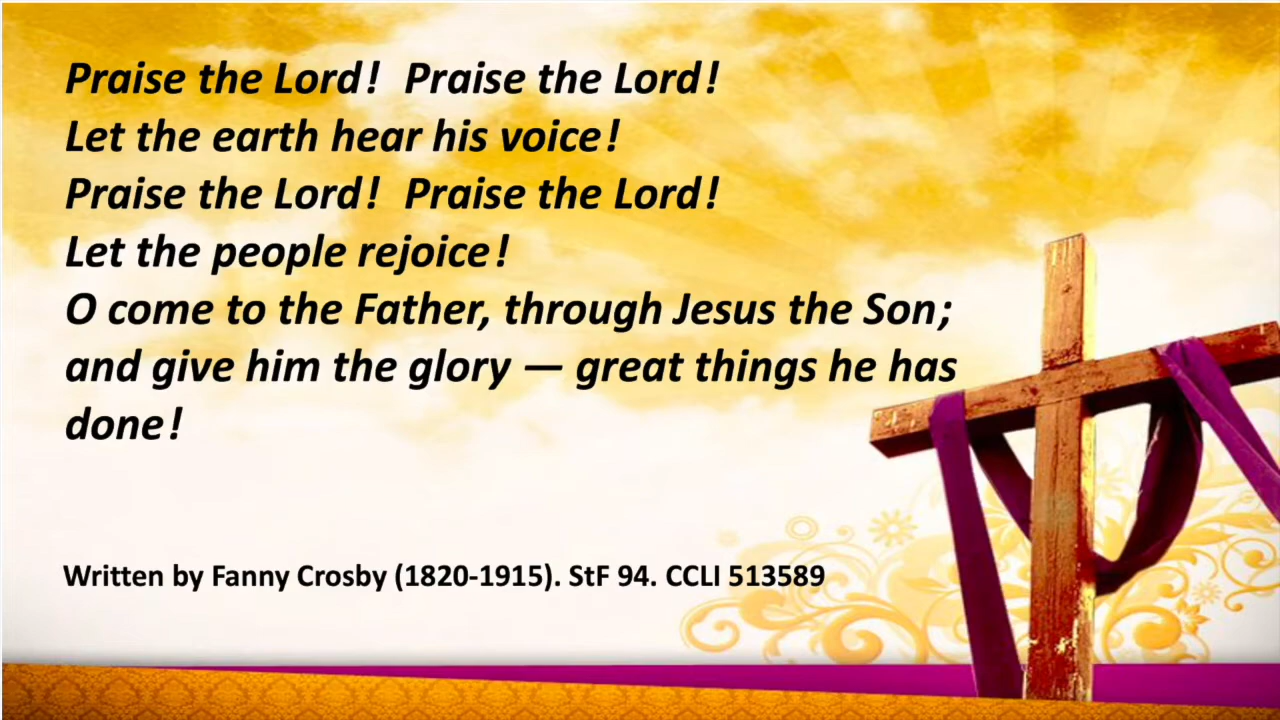 Praise the Lord!  Praise the Lord!
Let the earth hear his voice!
Praise the Lord!  Praise the Lord!
Let the people rejoice!
O come to the Father, through Jesus the Son;
and give him the glory — great things he has
done!
Written by Fanny Crosby (1820-1915). StF 94. CCLI 513589